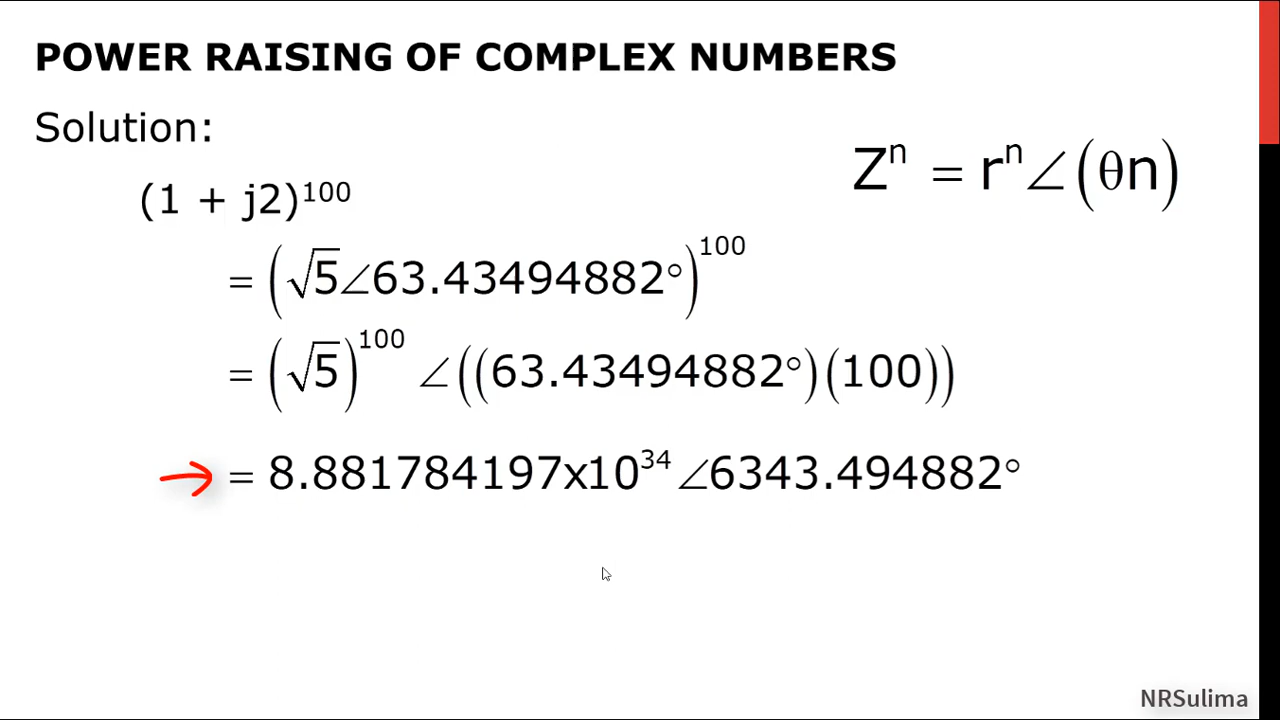 POWER RAISING OF COMPLEX NUMBERS
Solution:
Zⁿ = rⁿ∠(θn)
(1 + j2)¹⁰⁰
= (√5∠63.43494882°)¹⁰⁰
= (√5)¹⁰⁰ ∠((63.43494882°)(100))
= 8.881784197x10³⁴ ∠6343.494882°
NRSulima